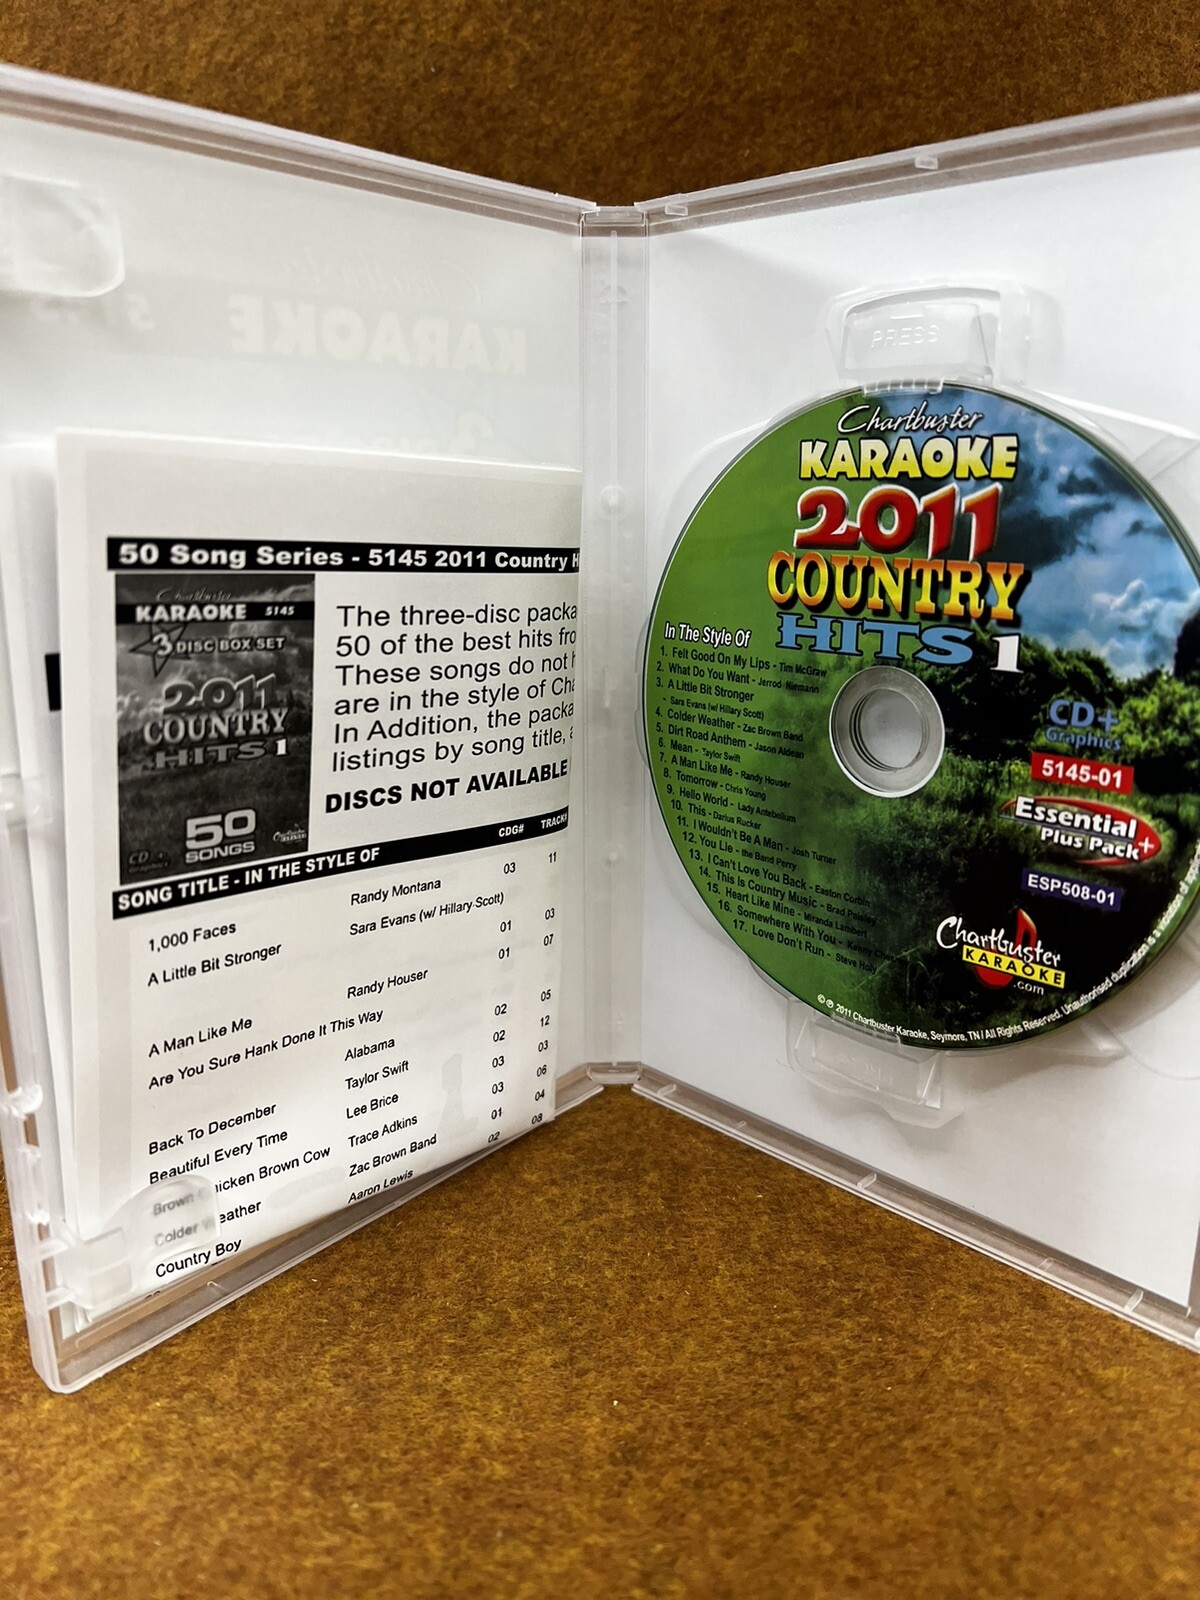 50 Song Series - 5145 2011 Country H
Chartbuster
KARAOKE 5145
3 DISC BOX SET
2011
COUNTRY
HITS 1
50
SONGS
CD+
Graphics
The three-disc packa
50 of the best hits fro
These songs do not h
are in the style of Cha
In Addition, the packa
listings by song title, a
DISCS NOT AVAILABLE
SONG TITLE - IN THE STYLE OF CDG# TRACK#
1,000 Faces Randy Montana 03 11
A Little Bit Stronger Sara Evans (w/ Hillary Scott)
01 03
A Man Like Me Randy Houser 01 07
Are You Sure Hank Done It This Way
Alabama 02 05
Back To December Taylor Swift 02 12
Beautiful Every Time Lee Brice 03 03
Brown Chicken Brown Cow Trace Adkins 03 06
Colder Weather Zac Brown Band 01 04
Country Boy Aaron Lewis 02 08
PRESS
Chartbuster
KARAOKE
2011
COUNTRY
HITS 1
In The Style Of
1. Felt Good On My Lips - Tim McGraw
2. What Do You Want - Jerrod Niemann
3. A Little Bit Stronger
- Sara Evans (w/ Hillary Scott)
4. Colder Weather - Zac Brown Band
5. Dirt Road Anthem - Jason Aldean
6. Mean - Taylor Swift
7. A Man Like Me - Randy Houser
8. Tomorrow - Chris Young
9. Hello World - Lady Antebellum
10. This - Darius Rucker
11. I Wouldn't Be A Man - Josh Turner
12. You Lie - the Band Perry
13. I Can't Love You Back - Easton Corbin
14. This Is Country Music - Brad Paisley
15. Heart Like Mine - Miranda Lambert
16. Somewhere With You - Kenny Chesney
17. Love Don't Run - Steve Holy
CD+
Graphics
5145-01
Essential
Plus Pack+
ESP508-01
Chartbuster
KARAOKE
.com
© ℗ 2011 Chartbuster Karaoke, Seymore, TN / All Rights Reserved. Unauthorised duplication is a violation of